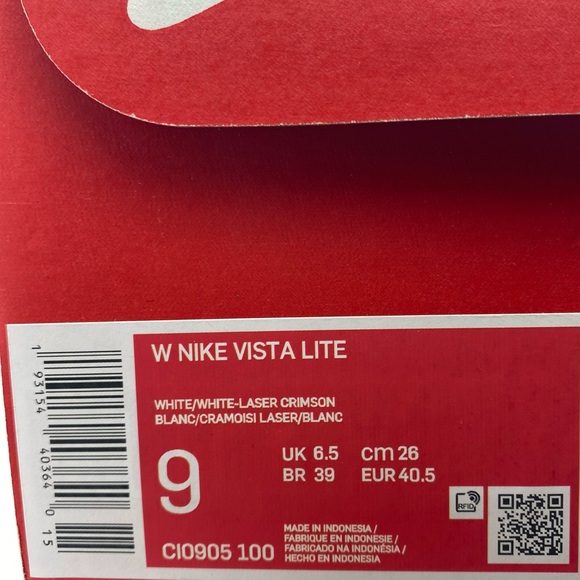 W NIKE VISTA LITE
WHITE/WHITE-LASER CRIMSON
BLANC/CRAMOISI LASER/BLANC
9
UK 6.5 cm 26
BR 39 EUR 40.5
CI0905 100
MADE IN INDONESIA /
FABRIQUE EN INDONESIE /
FABRICADO NA INDONÉSIA /
HECHO EN INDONESIA
RFID
1 93154 40364 0 15